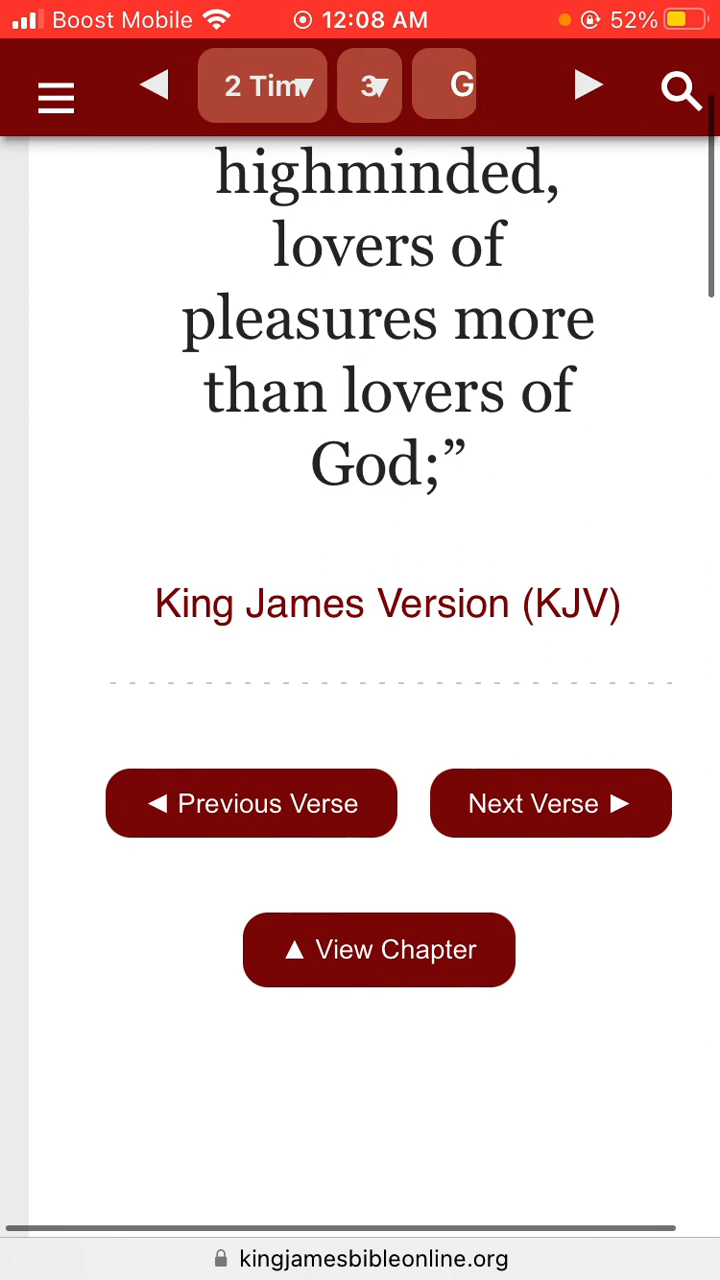 Boost Mobile 12:08 AM 52%
2 Tim 3 G
highminded,
lovers of
pleasures more
than lovers of
God;”
King James Version (KJV)
◄ Previous Verse Next Verse ►
▲ View Chapter
kingjamesbibleonline.org